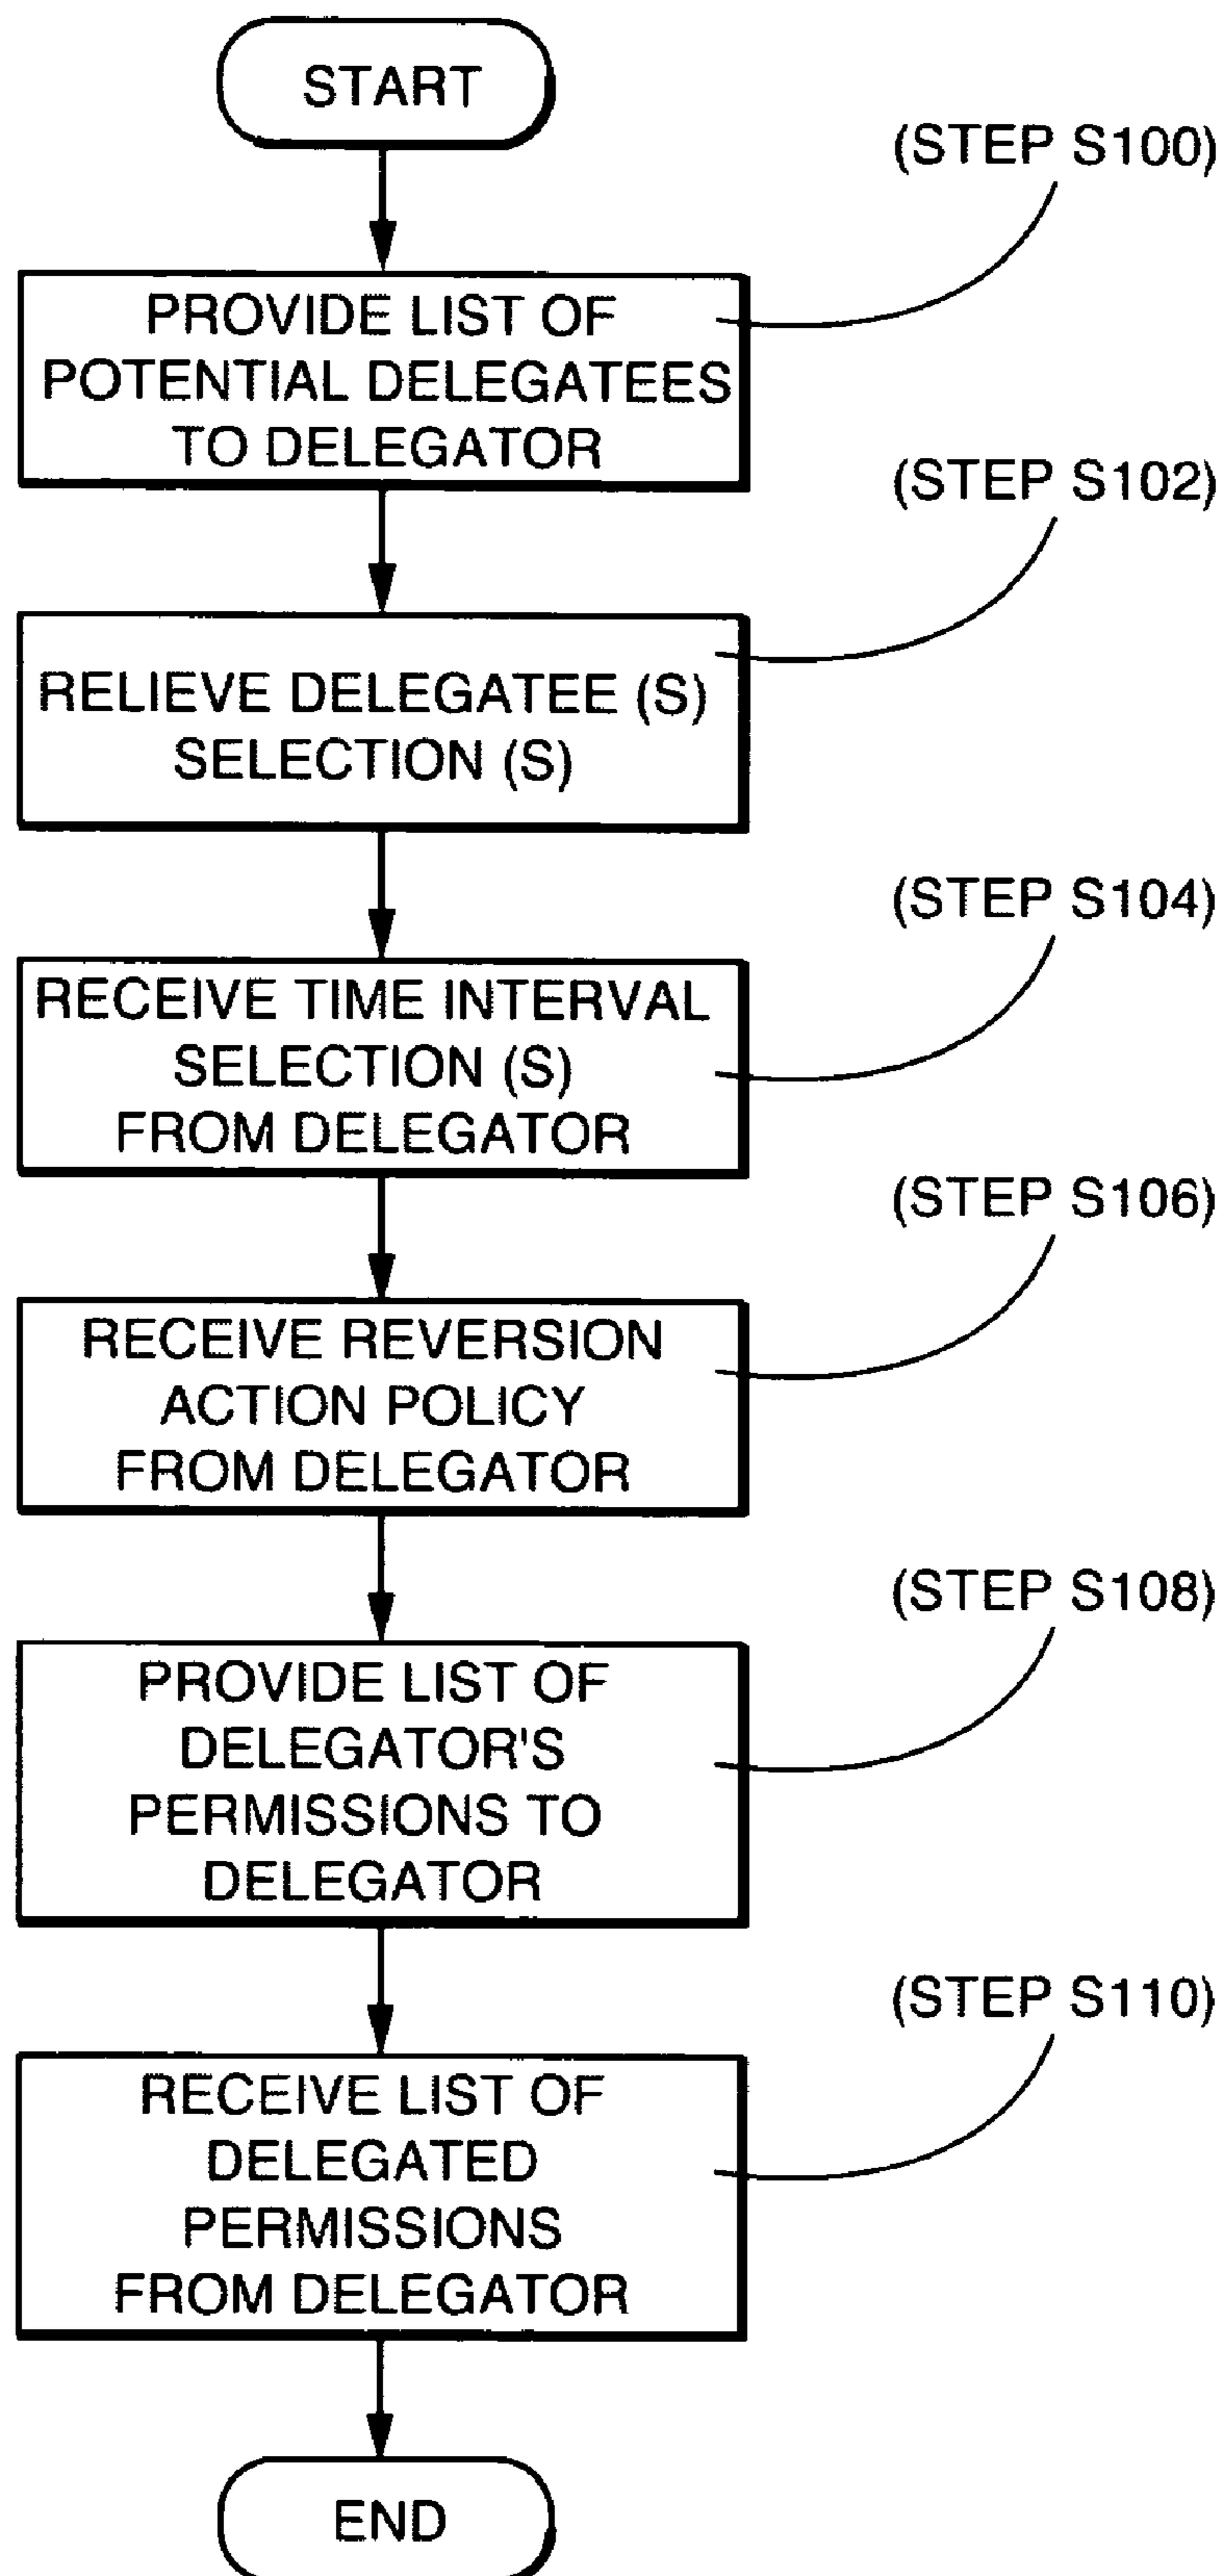 START
(STEP S100)
PROVIDE LIST OF
POTENTIAL DELEGATEES
TO DELEGATOR
(STEP S102)
RELIEVE DELEGATEE (S)
SELECTION (S)
(STEP S104)
RECEIVE TIME INTERVAL
SELECTION (S)
FROM DELEGATOR
(STEP S106)
RECEIVE REVERSION
ACTION POLICY
FROM DELEGATOR
(STEP S108)
PROVIDE LIST OF
DELEGATOR'S
PERMISSIONS TO
DELEGATOR
(STEP S110)
RECEIVE LIST OF
DELEGATED
PERMISSIONS
FROM DELEGATOR
END